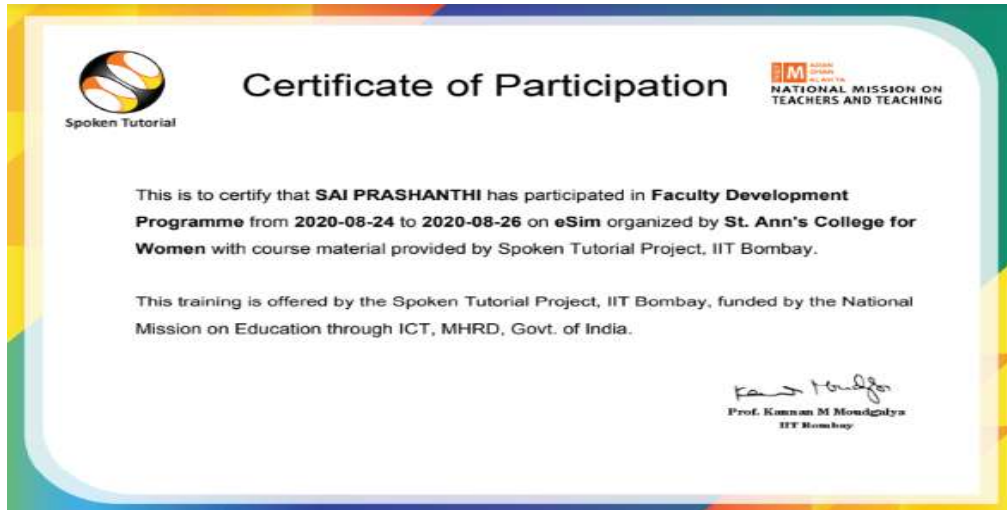 Spoken Tutorial
Certificate of Participation
M
NATIONAL MISSION ON
TEACHERS AND TEACHING
This is to certify that SAI PRASHANTHI has participated in Faculty Development
Programme from 2020-08-24 to 2020-08-26 on eSim organized by St. Ann's College for
Women with course material provided by Spoken Tutorial Project, IIT Bombay.
This training is offered by the Spoken Tutorial Project, IIT Bombay, funded by the National
Mission on Education through ICT, MHRD, Govt. of India.
Prof. Kannan M Moudgalya
IIT Bombay